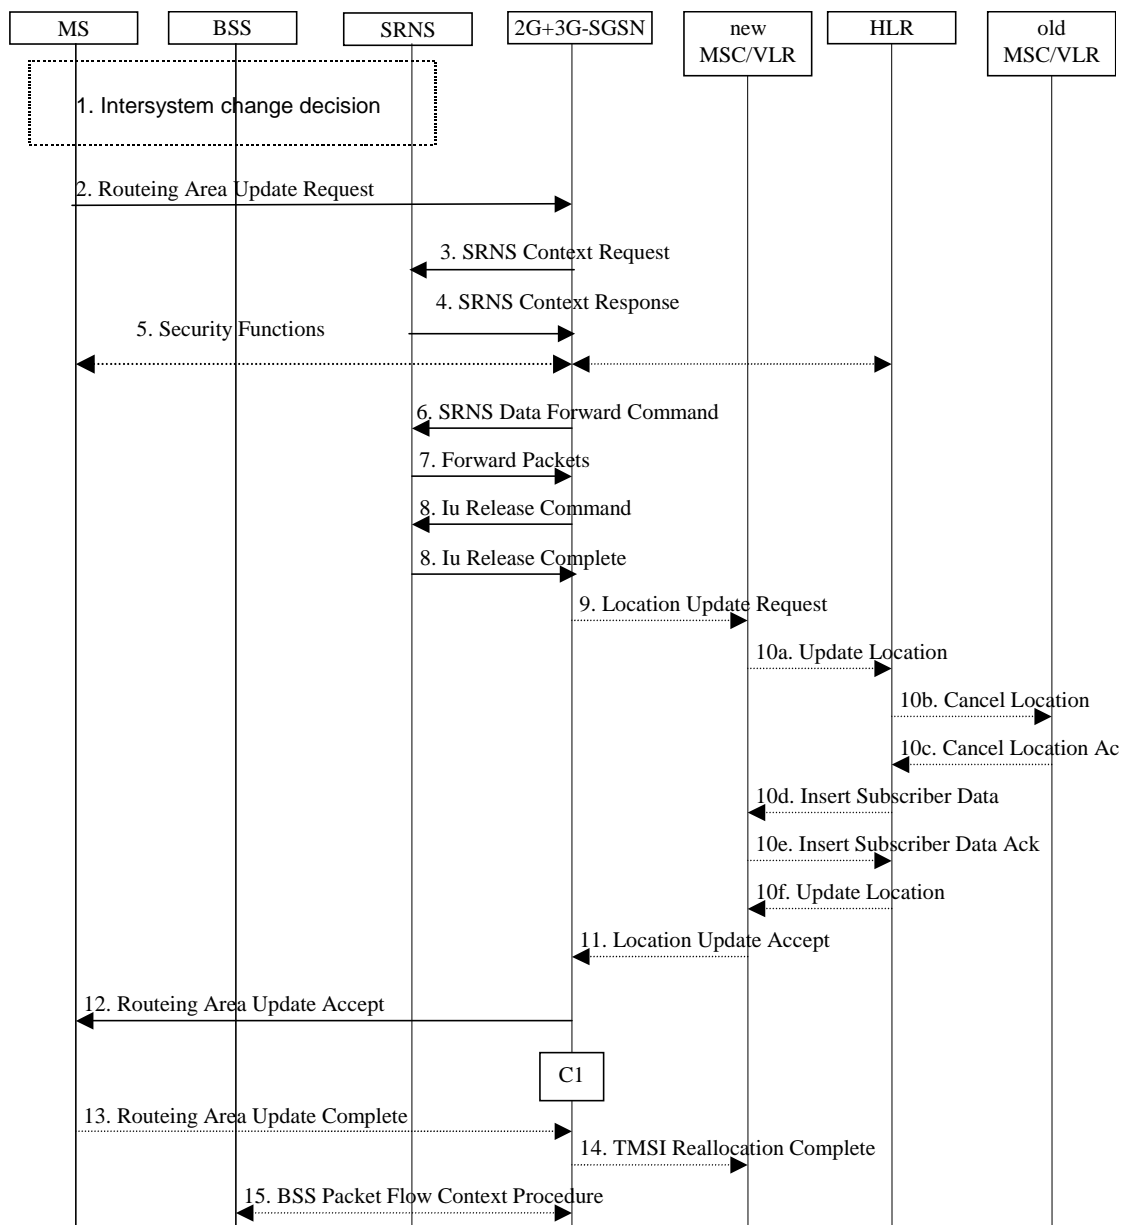 MS
BSS
SRNS
2G+3G-SGSN
new
MSC/VLR
HLR
old
MSC/VLR
1. Intersystem change decision
2. Routeing Area Update Request
3. SRNS Context Request
4. SRNS Context Response
5. Security Functions
6. SRNS Data Forward Command
7. Forward Packets
8. Iu Release Command
8. Iu Release Complete
9. Location Update Request
10a. Update Location
10b. Cancel Location
10c. Cancel Location Ac
10d. Insert Subscriber Data
10e. Insert Subscriber Data Ack
10f. Update Location
11. Location Update Accept
12. Routeing Area Update Accept
C1
13. Routeing Area Update Complete
14. TMSI Reallocation Complete
15. BSS Packet Flow Context Procedure